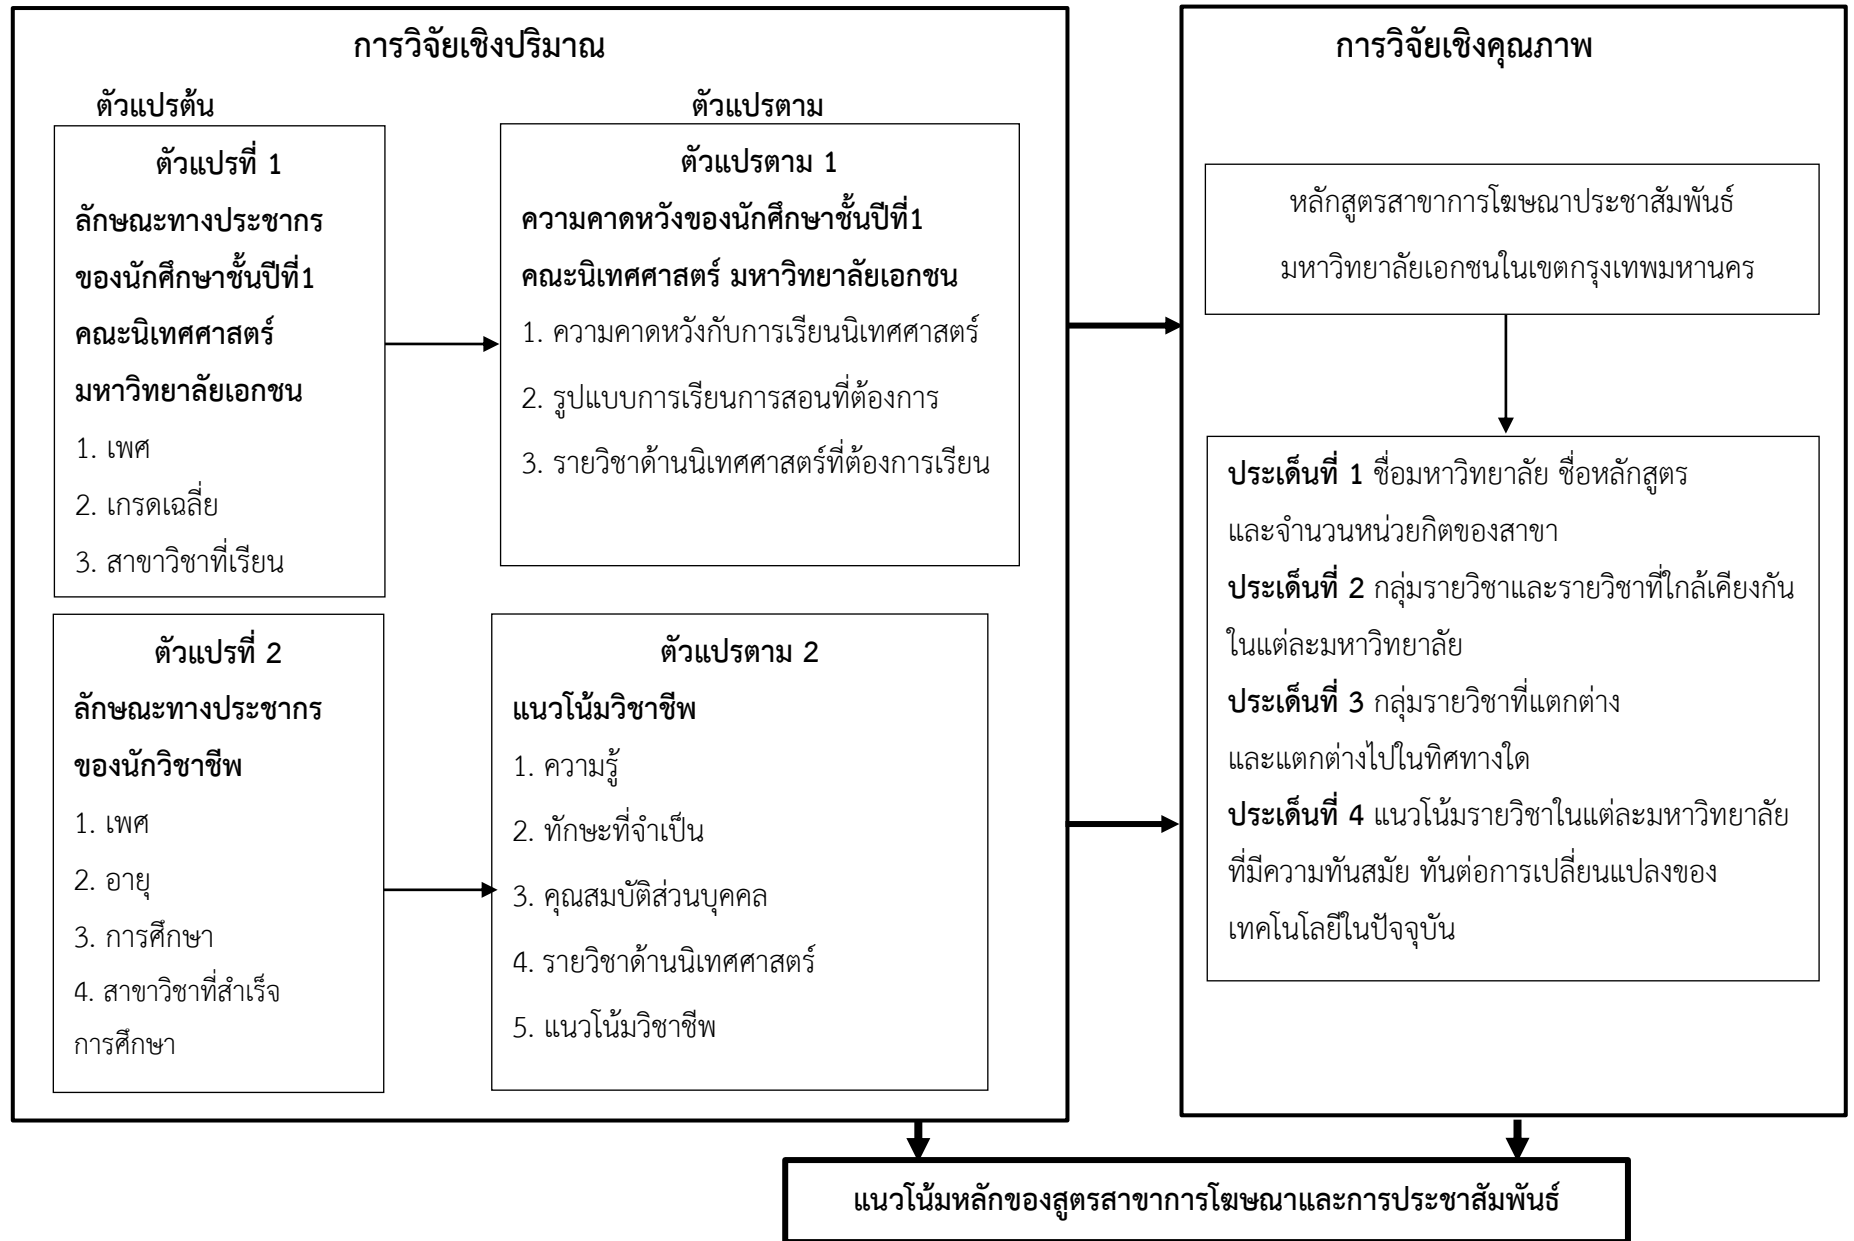 การวิจัยเชิงปริมาณ
ตัวแปรต้น
ตัวแปรตาม
ตัวแปรที่ 1
ลักษณะทางประชากร
ของนักศึกษาชั้นปีที่1
คณะนิเทศศาสตร์
มหาวิทยาลัยเอกชน
1. เพศ
2. เกรดเฉลี่ย
3. สาขาวิชาที่เรียน
ตัวแปรตาม 1
ความคาดหวังของนักศึกษาชั้นปีที่1
คณะนิเทศศาสตร์ มหาวิทยาลัยเอกชน
1. ความคาดหวังกับการเรียนนิเทศศาสตร์
2. รูปแบบการเรียนการสอนที่ต้องการ
3. รายวิชาด้านนิเทศศาสตร์ที่ต้องการเรียน
ตัวแปรที่ 2
ลักษณะทางประชากร
ของนักวิชาชีพ
1. เพศ
2. อายุ
3. การศึกษา
4. สาขาวิชาที่สำเร็จ
การศึกษา
ตัวแปรตาม 2
แนวโน้มวิชาชีพ
1. ความรู้
2. ทักษะที่จำเป็น
3. คุณสมบัติส่วนบุคคล
4. รายวิชาด้านนิเทศศาสตร์
5. แนวโน้มวิชาชีพ
การวิจัยเชิงคุณภาพ
หลักสูตรสาขาการโฆษณาประชาสัมพันธ์
มหาวิทยาลัยเอกชนในเขตกรุงเทพมหานคร
ประเด็นที่ 1 ชื่อมหาวิทยาลัย ชื่อหลักสูตร
และจำนวนหน่วยกิตของสาขา
ประเด็นที่ 2 กลุ่มรายวิชาและรายวิชาที่ใกล้เคียงกัน
ในแต่ละมหาวิทยาลัย
ประเด็นที่ 3 กลุ่มรายวิชาที่แตกต่าง
และแตกต่างไปในทิศทางใด
ประเด็นที่ 4 แนวโน้มรายวิชาในแต่ละมหาวิทยาลัย
ที่มีความทันสมัย ทันต่อการเปลี่ยนแปลงของ
เทคโนโลยีในปัจจุบัน
แนวโน้มหลักของสูตรสาขาการโฆษณาและการประชาสัมพันธ์